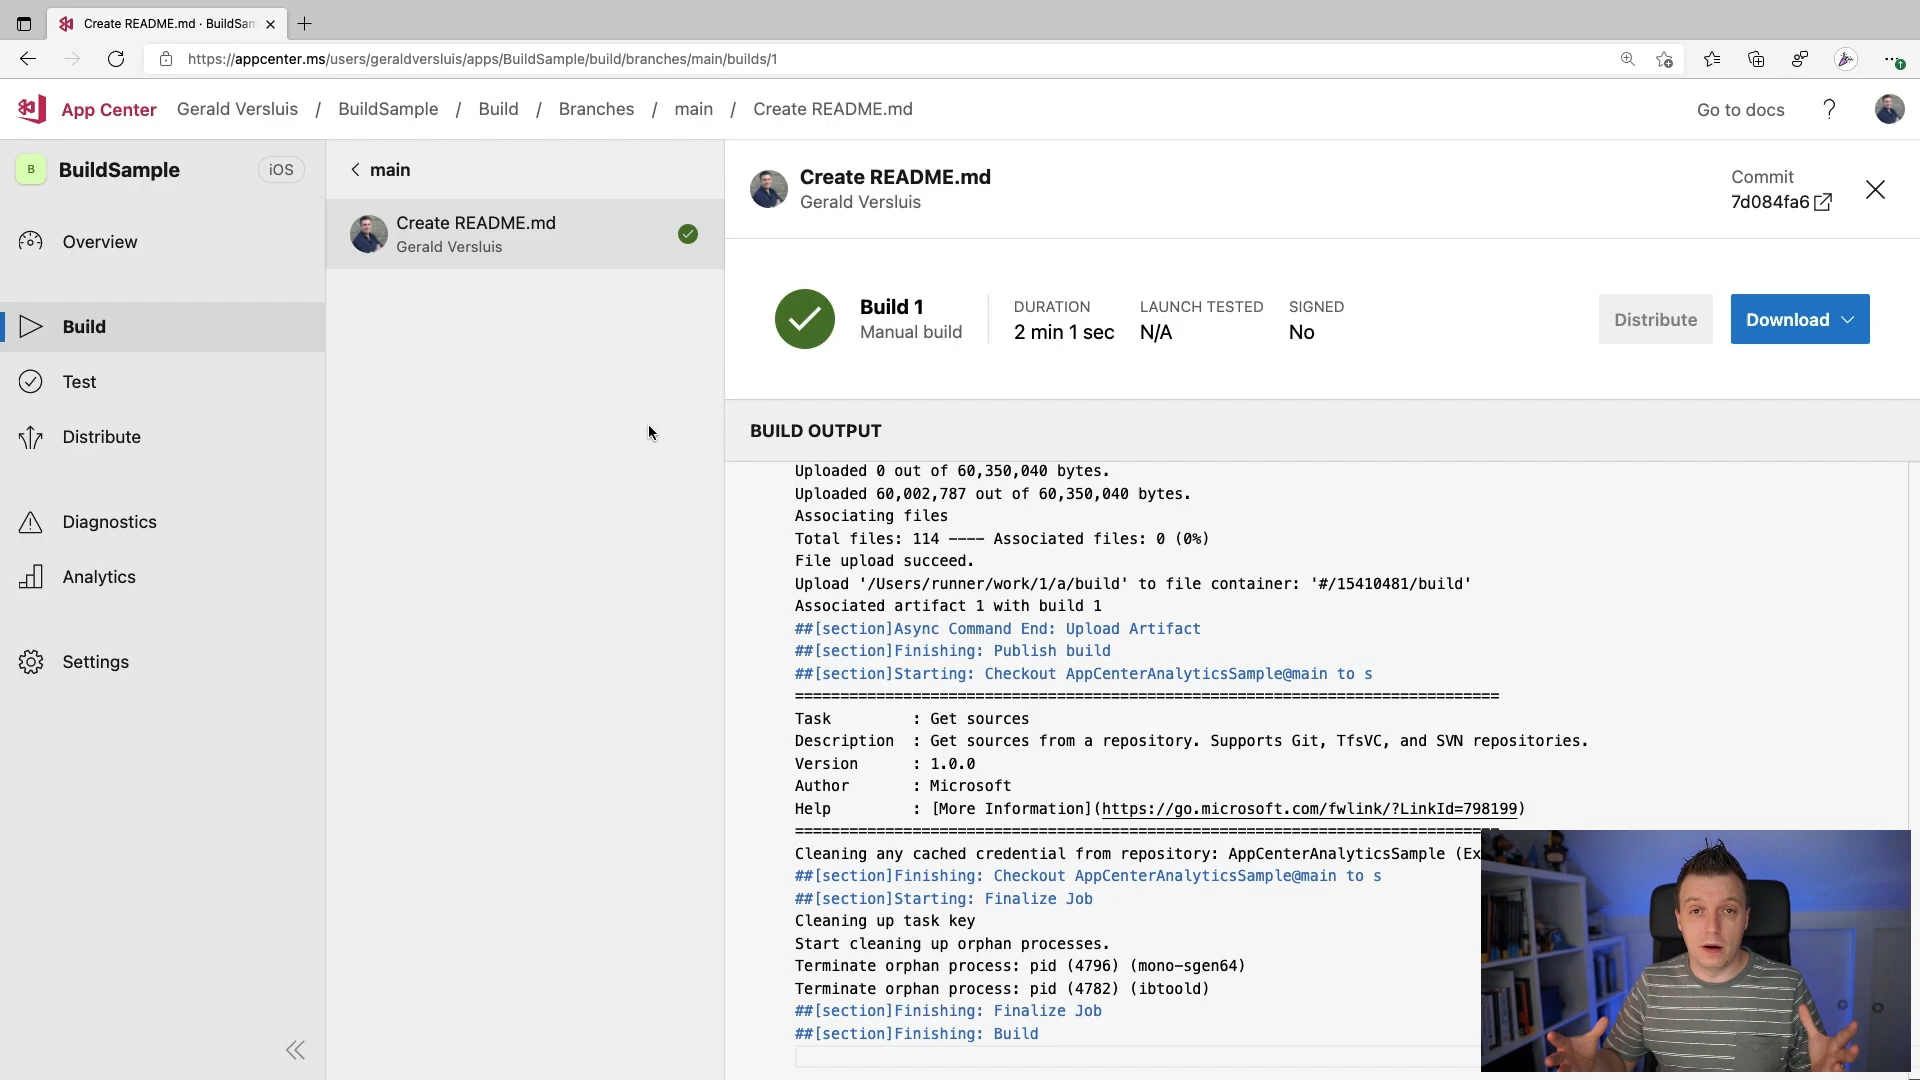 Create README.md · BuildSam
https://appcenter.ms/users/geraldversluis/apps/BuildSample/build/branches/main/builds/1
App Center
Gerald Versluis / BuildSample / Build / Branches / main / Create README.md
Go to docs
?
B
BuildSample
iOS
Overview
Build
Test
Distribute
Diagnostics
Analytics
Settings
main
Create README.md
Gerald Versluis
Create README.md
Gerald Versluis
Commit
7d084fa6
Build 1
Manual build
DURATION
2 min 1 sec
LAUNCH TESTED
N/A
SIGNED
No
Distribute
Download
BUILD OUTPUT
Uploaded 0 out of 60,350,040 bytes.
Uploaded 60,002,787 out of 60,350,040 bytes.
Associating files
Total files: 114 ---- Associated files: 0 (0%)
File upload succeed.
Upload '/Users/runner/work/1/a/build' to file container: '#/15410481/build'
Associated artifact 1 with build 1
##[section]Async Command End: Upload Artifact
##[section]Finishing: Publish build
##[section]Starting: Checkout AppCenterAnalyticsSample@main to s
==============================================================================
Task         : Get sources
Description  : Get sources from a repository. Supports Git, TfsVC, and SVN repositories.
Version      : 1.0.0
Author       : Microsoft
Help         : [More Information](https://go.microsoft.com/fwlink/?LinkId=798199)
==============================================================================
Cleaning any cached credential from repository: AppCenterAnalyticsSample (Ex
##[section]Finishing: Checkout AppCenterAnalyticsSample@main to s
##[section]Starting: Finalize Job
Cleaning up task key
Start cleaning up orphan processes.
Terminate orphan process: pid (4796) (mono-sgen64)
Terminate orphan process: pid (4782) (ibtoold)
##[section]Finishing: Finalize Job
##[section]Finishing: Build